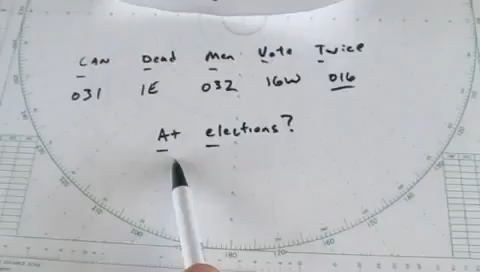 CAN Dead Men Vote Twice
031 1E 032 16W 016
At elections?